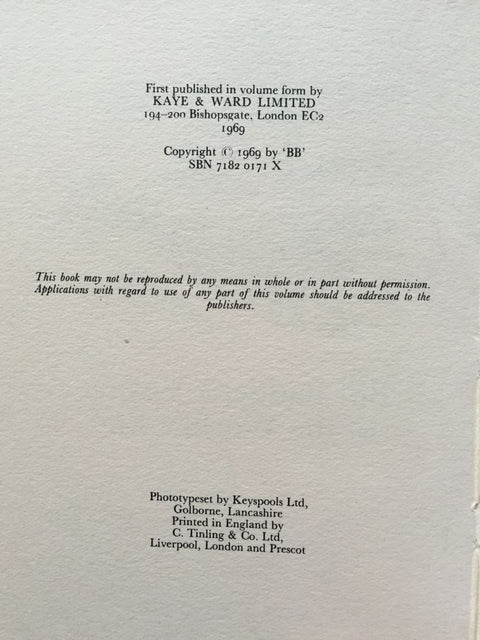 First published in volume form by
KAYE & WARD LIMITED
194–200 Bishopsgate, London EC2
1969
Copyright © 1969 by ‘BB’
SBN 7182 0171 X
This book may not be reproduced by any means in whole or in part without permission.
Applications with regard to use of any part of this volume should be addressed to the
publishers.
Phototypeset by Keyspools Ltd,
Golborne, Lancashire
Printed in England by
C. Tinling & Co. Ltd,
Liverpool, London and Prescot